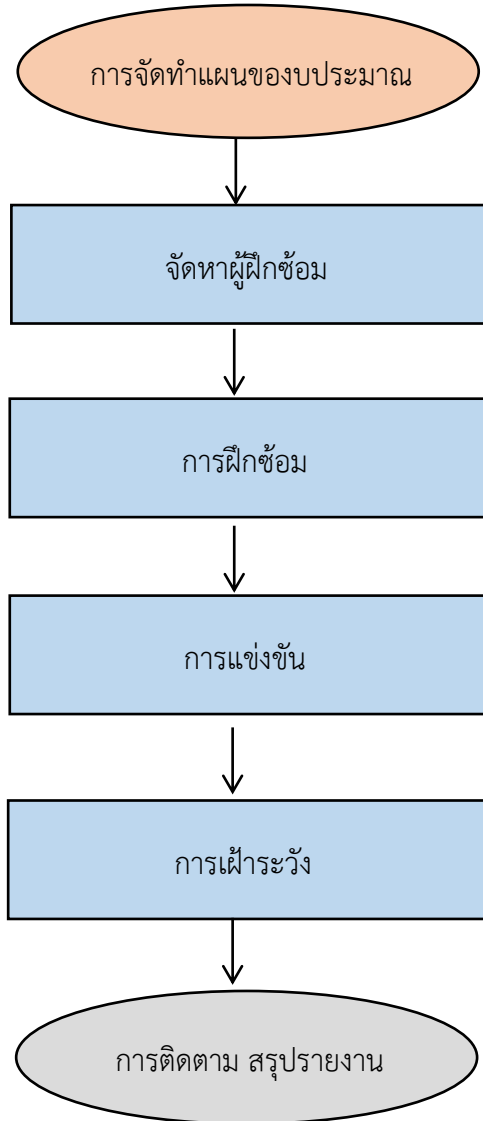 การจัดทำแผนของบประมาณ
จัดหาผู้ฝึกซ้อม
การฝึกซ้อม
การแข่งขัน
การเฝ้าระวัง
การติดตาม สรุปรายงาน